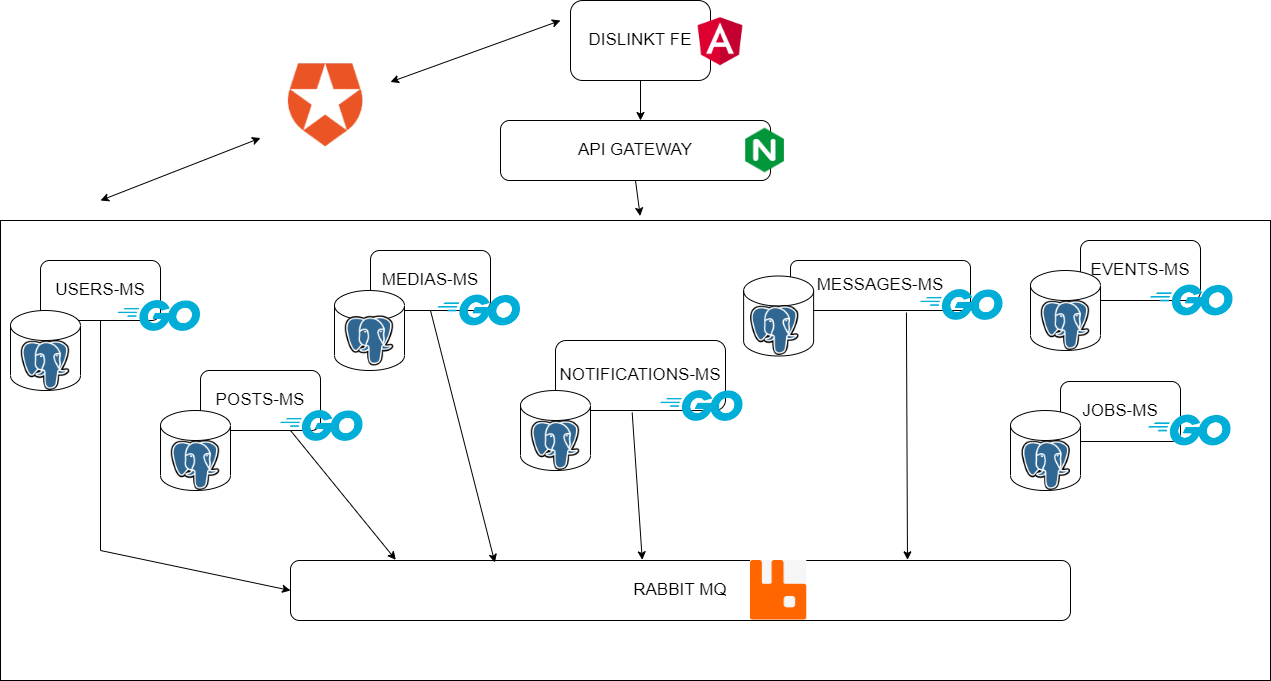 DISLINKT FE
A
API GATEWAY
N
USERS-MS
GO
MEDIAS-MS
GO
MESSAGES-MS
GO
EVENTS-MS
GO
POSTS-MS
GO
NOTIFICATIONS-MS
GO
JOBS-MS
GO
RABBIT MQ